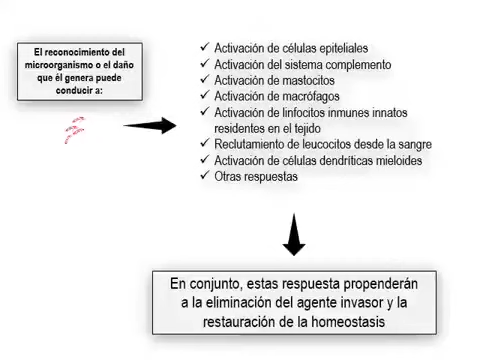 El reconocimiento del
microorganismo o el daño
que él genera puede
conducir a:
✓ Activación de células epiteliales
✓ Activación del sistema complemento
✓ Activación de mastocitos
✓ Activación de macrófagos
✓ Activación de linfocitos inmunes innatos
residentes en el tejido
✓ Reclutamiento de leucocitos desde la sangre
✓ Activación de células dendríticas mieloides
✓ Otras respuestas
En conjunto, estas respuesta propenderán
a la eliminación del agente invasor y la
restauración de la homeostasis